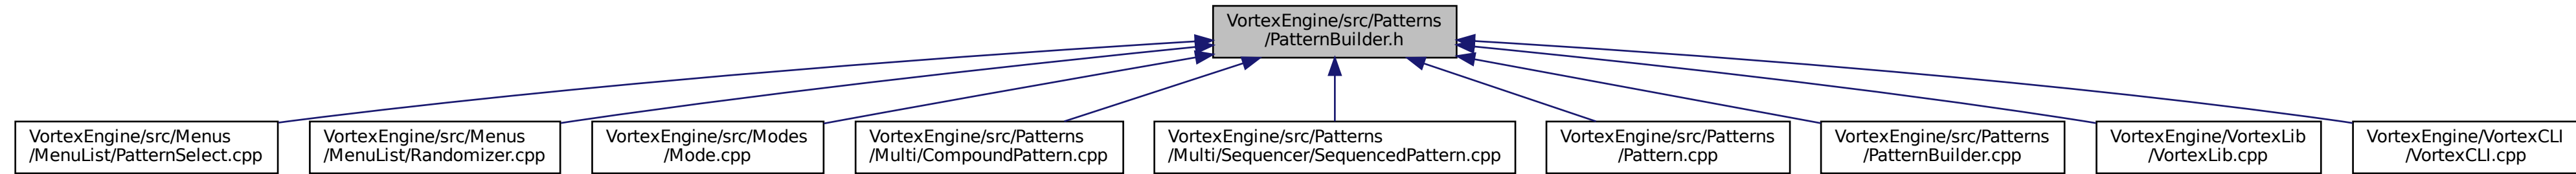 VortexEngine/src/Patterns
/PatternBuilder.h
VortexEngine/src/Menus
/MenuList/PatternSelect.cpp
VortexEngine/src/Menus
/MenuList/Randomizer.cpp
VortexEngine/src/Modes
/Mode.cpp
VortexEngine/src/Patterns
/Multi/CompoundPattern.cpp
VortexEngine/src/Patterns
/Multi/Sequencer/SequencedPattern.cpp
VortexEngine/src/Patterns
/Pattern.cpp
VortexEngine/src/Patterns
/PatternBuilder.cpp
VortexEngine/VortexLib
/VortexLib.cpp
VortexEngine/VortexCLI
/VortexCLI.cpp